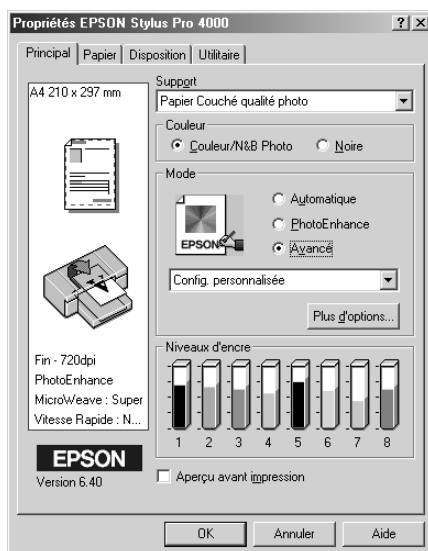 Propriétés EPSON Stylus Pro 4000
Principal Papier Disposition Utilitaire
A4 210 x 297 mm
Support
Papier Couché qualité photo
Couleur
Couleur/N&B Photo Noire
Mode
EPSON
Automatique
PhotoEnhance
Avancé
Config. personnalisée
Plus d'options...
Fin - 720dpi
PhotoEnhance
MicroWeave : Super
Vitesse Rapide : N...
Niveaux d'encre
1 2 3 4 5 6 7 8
EPSON
Version 6.40
Aperçu avant impression
OK Annuler Aide